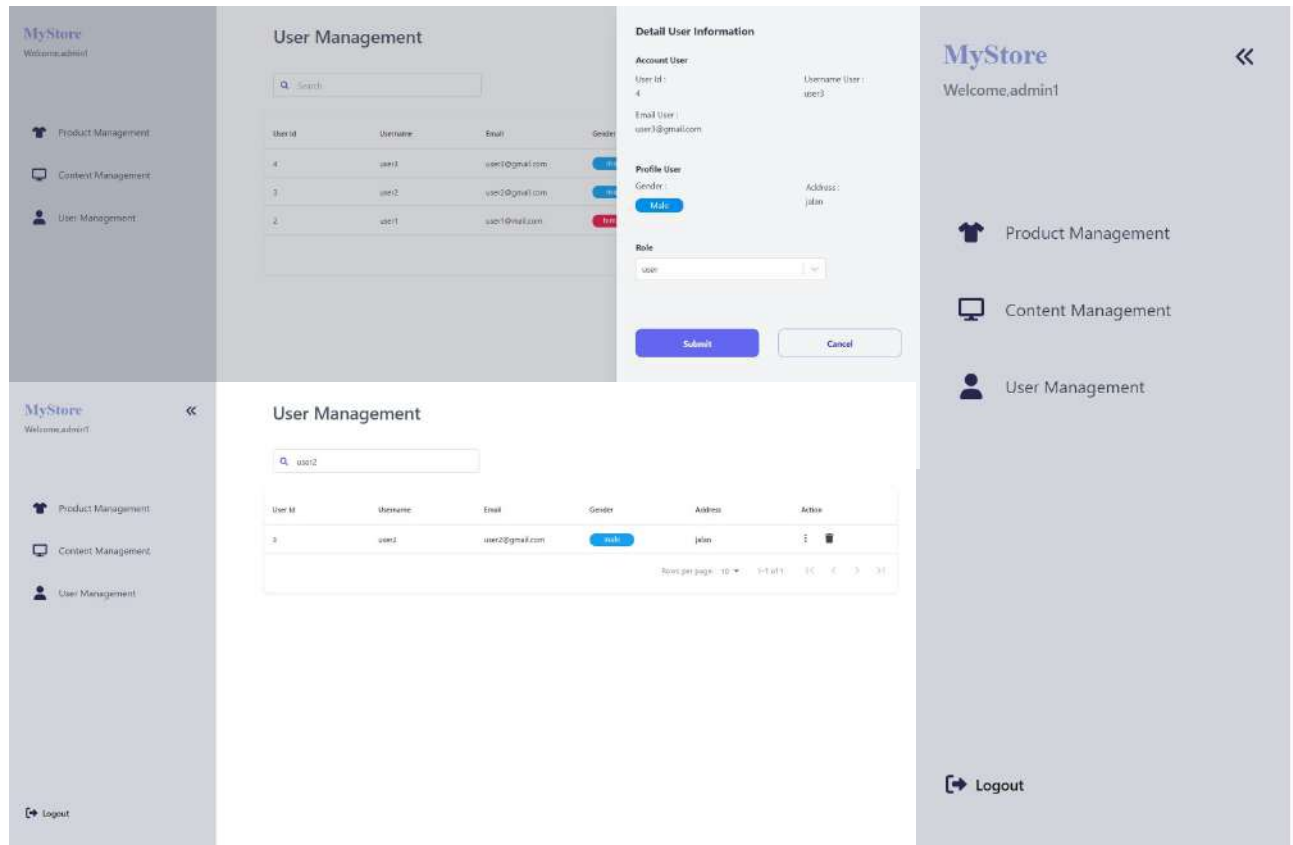 MyStore
Welcome,admin1
Product Management
Content Management
User Management
User Management
Search
User Id Username Email Gender
4 user3 user3@gmail.com
3 user2 user2@gmail.com
2 user1 user1@mail.com
Detail User Information
Account User
User Id : Username User :
4 user3
Email User :
user3@gmail.com
Profile User
Gender : Address :
Male jalan
Role
user
Submit Cancel
MyStore
Welcome,admin1
Product Management
Content Management
User Management
Logout
MyStore
Welcome,admin1
Product Management
Content Management
User Management
Logout
User Management
user2
User Id Username Email Gender Address Action
3 user2 user2@gmail.com male jalan
Rows per page: 10 1-1 of 1